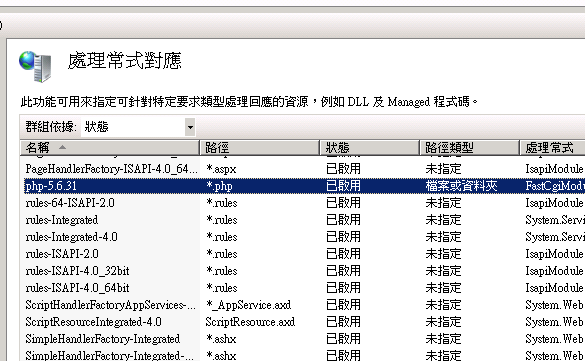 處理常式對應
此功能可用來指定可針對特定要求類型處理回應的資源，例如 DLL 及 Managed 程式碼。
群組依據: 狀態
名稱 路徑 狀態 路徑類型 處理常式
PageHandlerFactory-ISAPI-4.0_64... *.aspx 已啟用 未指定 IsapiModule
php-5.6.31 *.php 已啟用 檔案或資料夾 FastCgiModu
rules-64-ISAPI-2.0 *.rules 已啟用 未指定 IsapiModule
rules-Integrated *.rules 已啟用 未指定 System.Servi
rules-Integrated-4.0 *.rules 已啟用 未指定 System.Servi
rules-ISAPI-2.0 *.rules 已啟用 未指定 IsapiModule
rules-ISAPI-4.0_32bit *.rules 已啟用 未指定 IsapiModule
rules-ISAPI-4.0_64bit *.rules 已啟用 未指定 IsapiModule
ScriptHandlerFactoryAppServices-... *_AppService.axd 已啟用 未指定 System.Web
ScriptResourceIntegrated-4.0 ScriptResource.axd 已啟用 未指定 System.Web
SimpleHandlerFactory-Integrated *.ashx 已啟用 未指定 System.Web
SimpleHandlerFactory-Integrated-... *.ashx 已啟用 未指定 System.Web